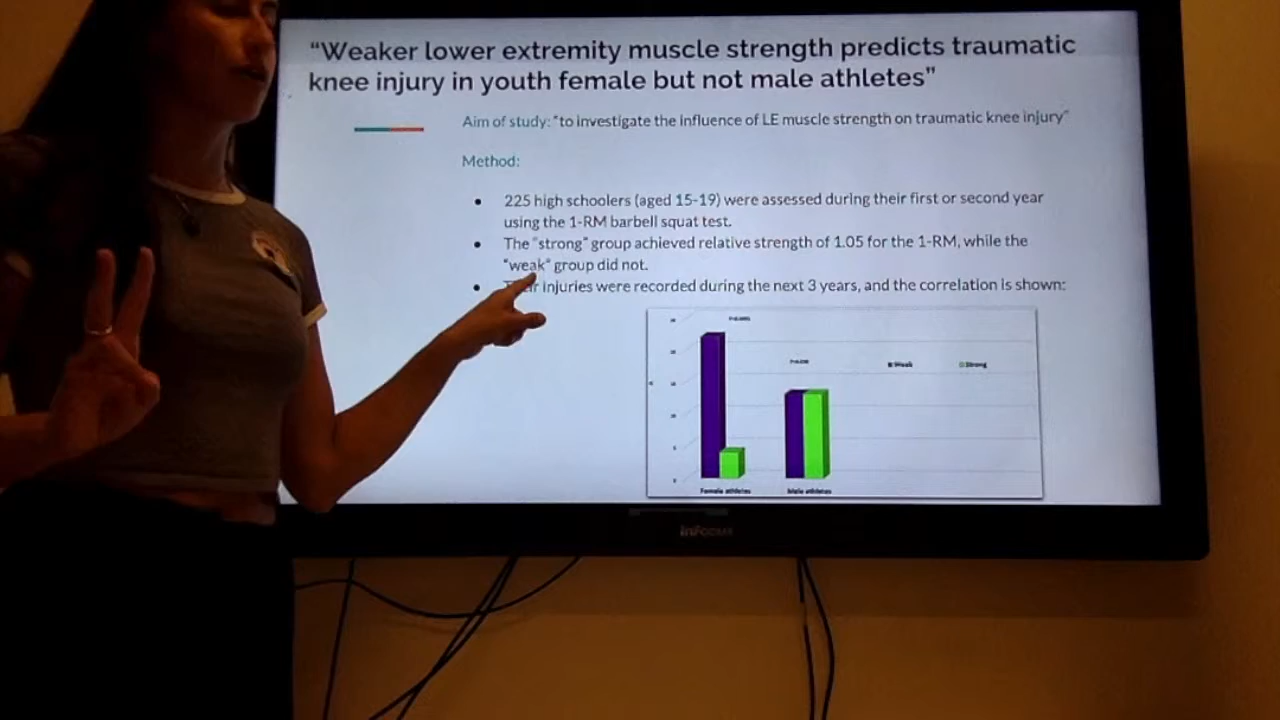 “Weaker lower extremity muscle strength predicts traumatic
knee injury in youth female but not male athletes”
Aim of study: “to investigate the influence of LE muscle strength on traumatic knee injury”
Method:
225 high schoolers (aged 15-19) were assessed during their first or second year
using the 1-RM barbell squat test.
The “strong” group achieved relative strength of 1.05 for the 1-RM, while the
“weak” group did not.
injuries were recorded during the next 3 years, and the correlation is shown:
Weak
Strong
Female athletes
Male athletes
InFocus